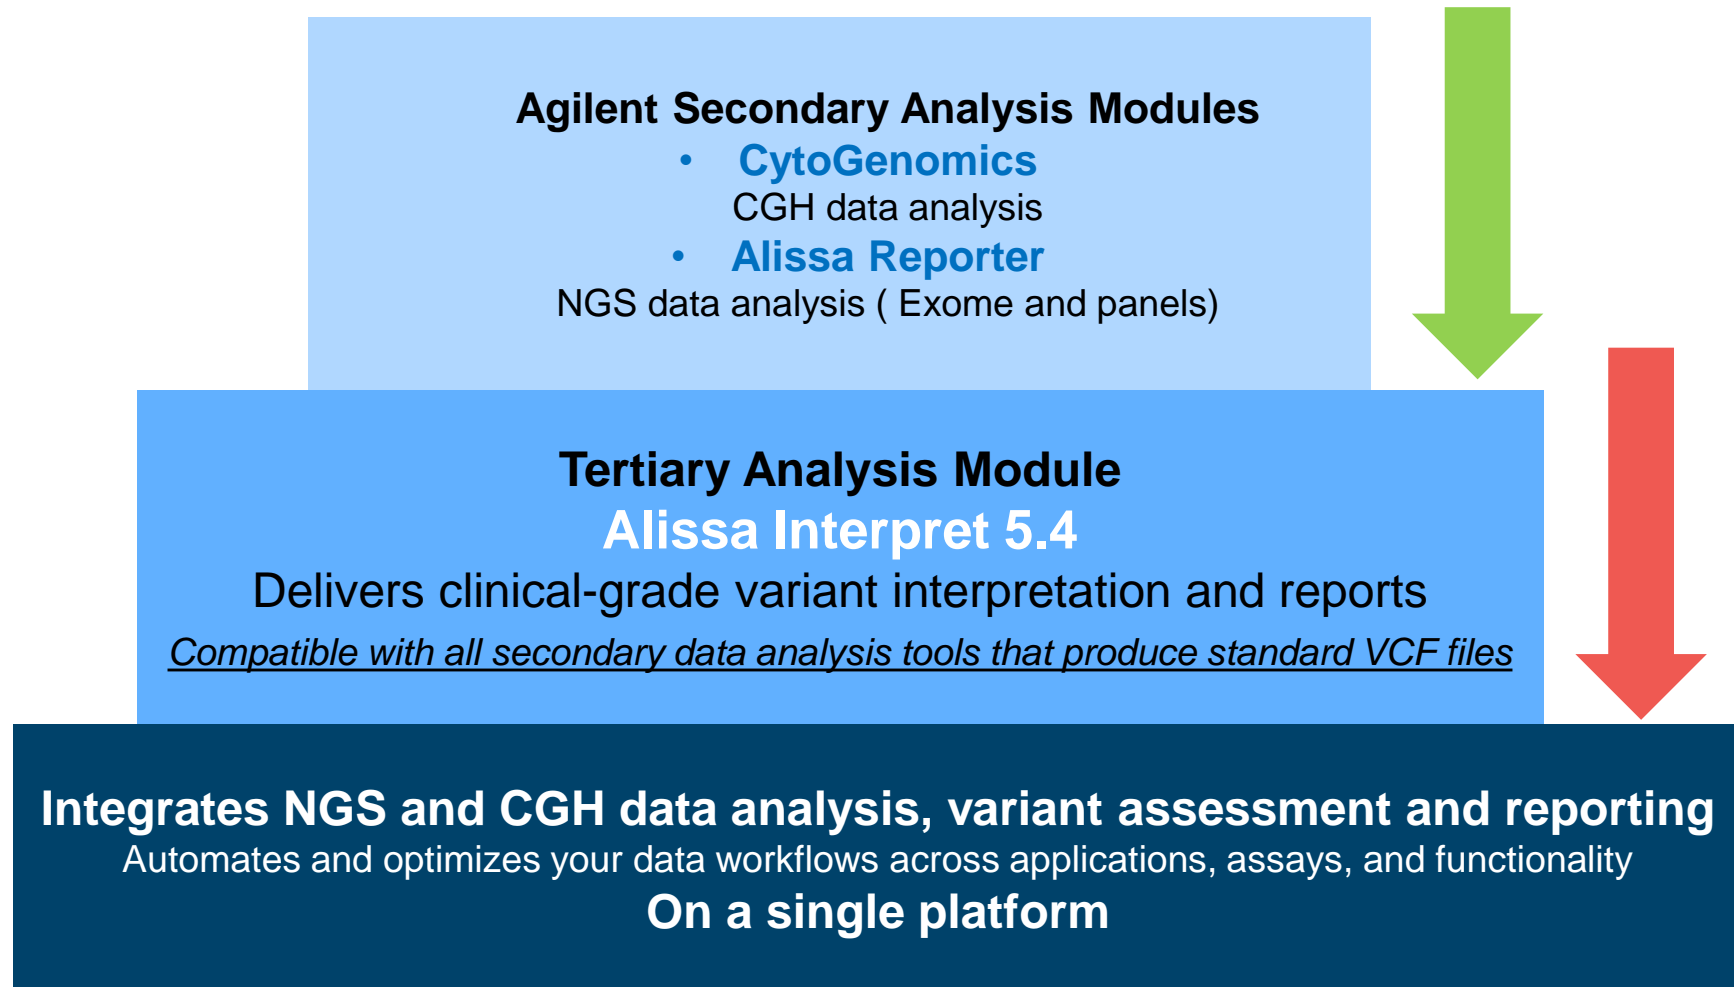 Agilent Secondary Analysis Modules
• CytoGenomics
CGH data analysis
• Alissa Reporter
NGS data analysis ( Exome and panels)
Tertiary Analysis Module
Alissa Interpret 5.4
Delivers clinical-grade variant interpretation and reports
Compatible with all secondary data analysis tools that produce standard VCF files
Integrates NGS and CGH data analysis, variant assessment and reporting
Automates and optimizes your data workflows across applications, assays, and functionality
On a single platform